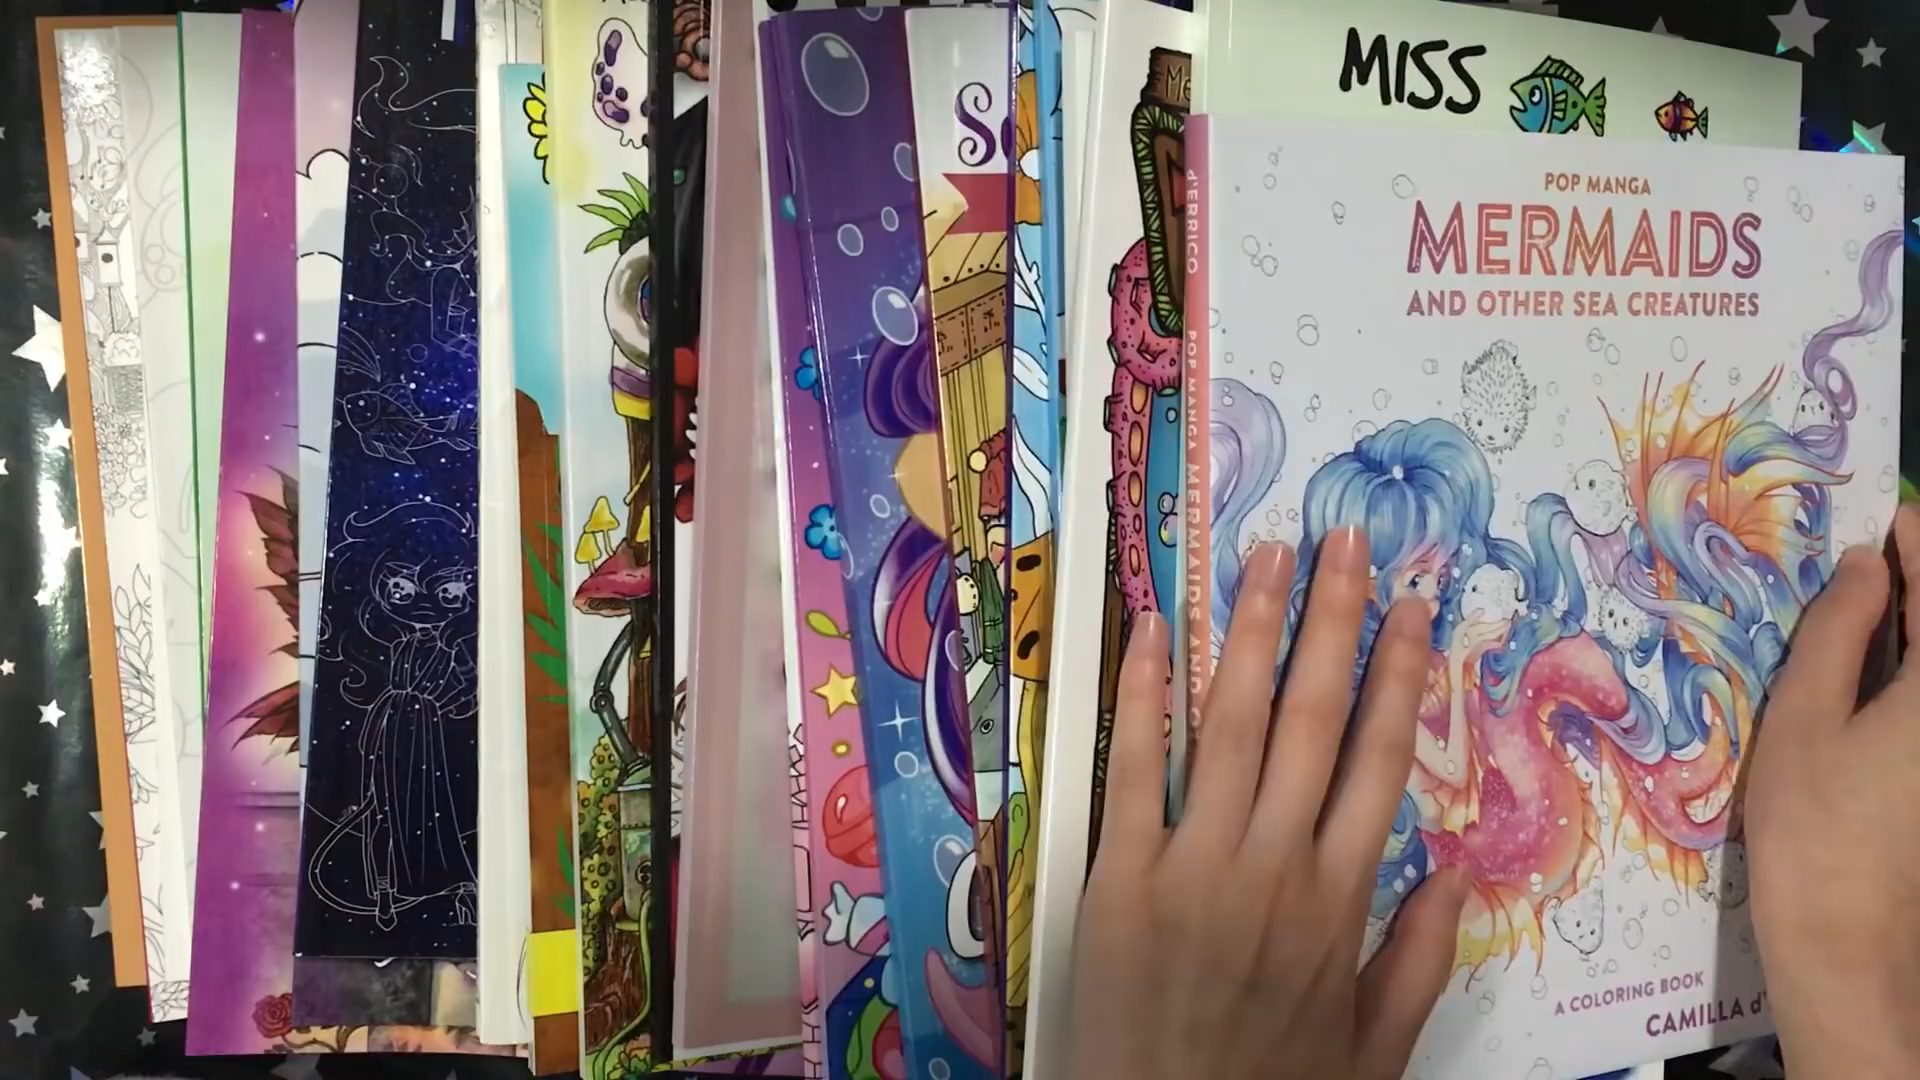 MISS
POP MANGA
MERMAIDS
AND OTHER SEA CREATURES
d'ERRICO
POP MANGA MERMAIDS AND
A COLORING BOOK
CAMILLA d'